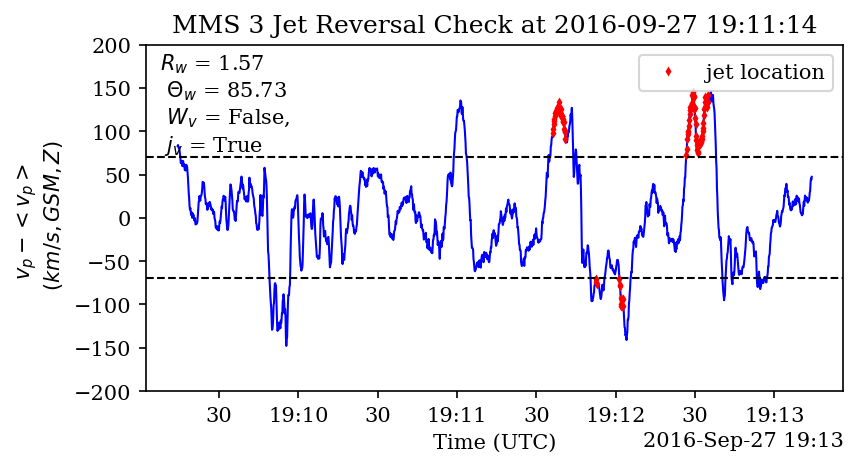 MMS 3 Jet Reversal Check at 2016-09-27 19:11:14
R_w = 1.57
Θ_w = 85.73
W_v = False,
j_v = True
jet location
v_p − < v_p >
(km/s, GSM, Z)
200
150
100
50
0
−50
−100
−150
−200
30 19:10 30 19:11 30 19:12 30 19:13
Time (UTC)
2016-Sep-27 19:13